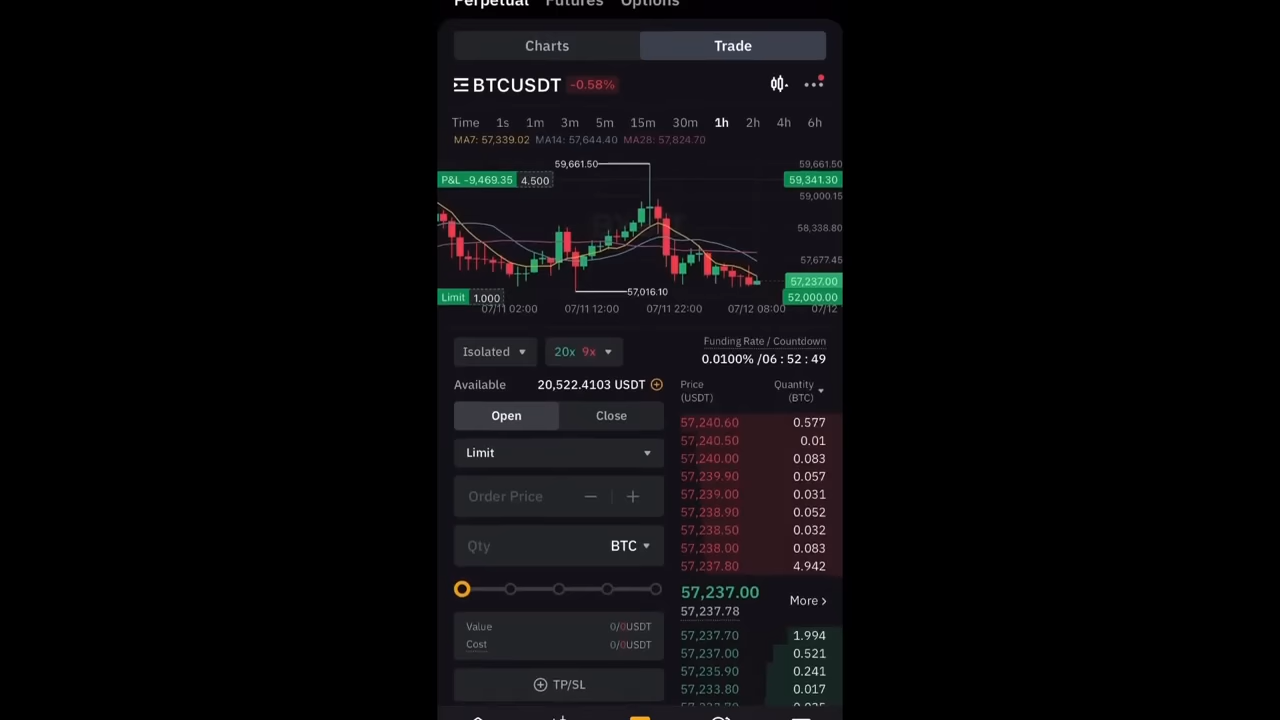 Perpetual Futures Options
Charts Trade
BTCUSDT -0.58%
Time 1s 1m 3m 5m 15m 30m 1h 2h 4h 6h
MA7: 57,339.02 MA14: 57,644.40 MA28: 57,824.70
59,661.50 59,661.50
P&L -9,469.35 4.500 59,341.30
59,000.15
58,338.80
57,677.45
57,237.00
57,016.10
Limit 1.000 52,000.00
07/11 02:00 07/11 12:00 07/11 22:00 07/12 08:00 07/12
Isolated 20x 9x
Funding Rate / Countdown
0.0100% /06 : 52 : 49
Available 20,522.4103 USDT
Open Close
Limit
Order Price
Qty BTC
Value 0/0USDT
Cost 0/0USDT
TP/SL
Price Quantity
(USDT) (BTC)
57,240.60 0.577
57,240.50 0.01
57,240.00 0.083
57,239.90 0.057
57,239.00 0.031
57,238.90 0.052
57,238.50 0.032
57,238.00 0.083
57,237.80 4.942
57,237.00
57,237.78
More
57,237.70 1.994
57,237.00 0.521
57,235.90 0.241
57,233.80 0.017